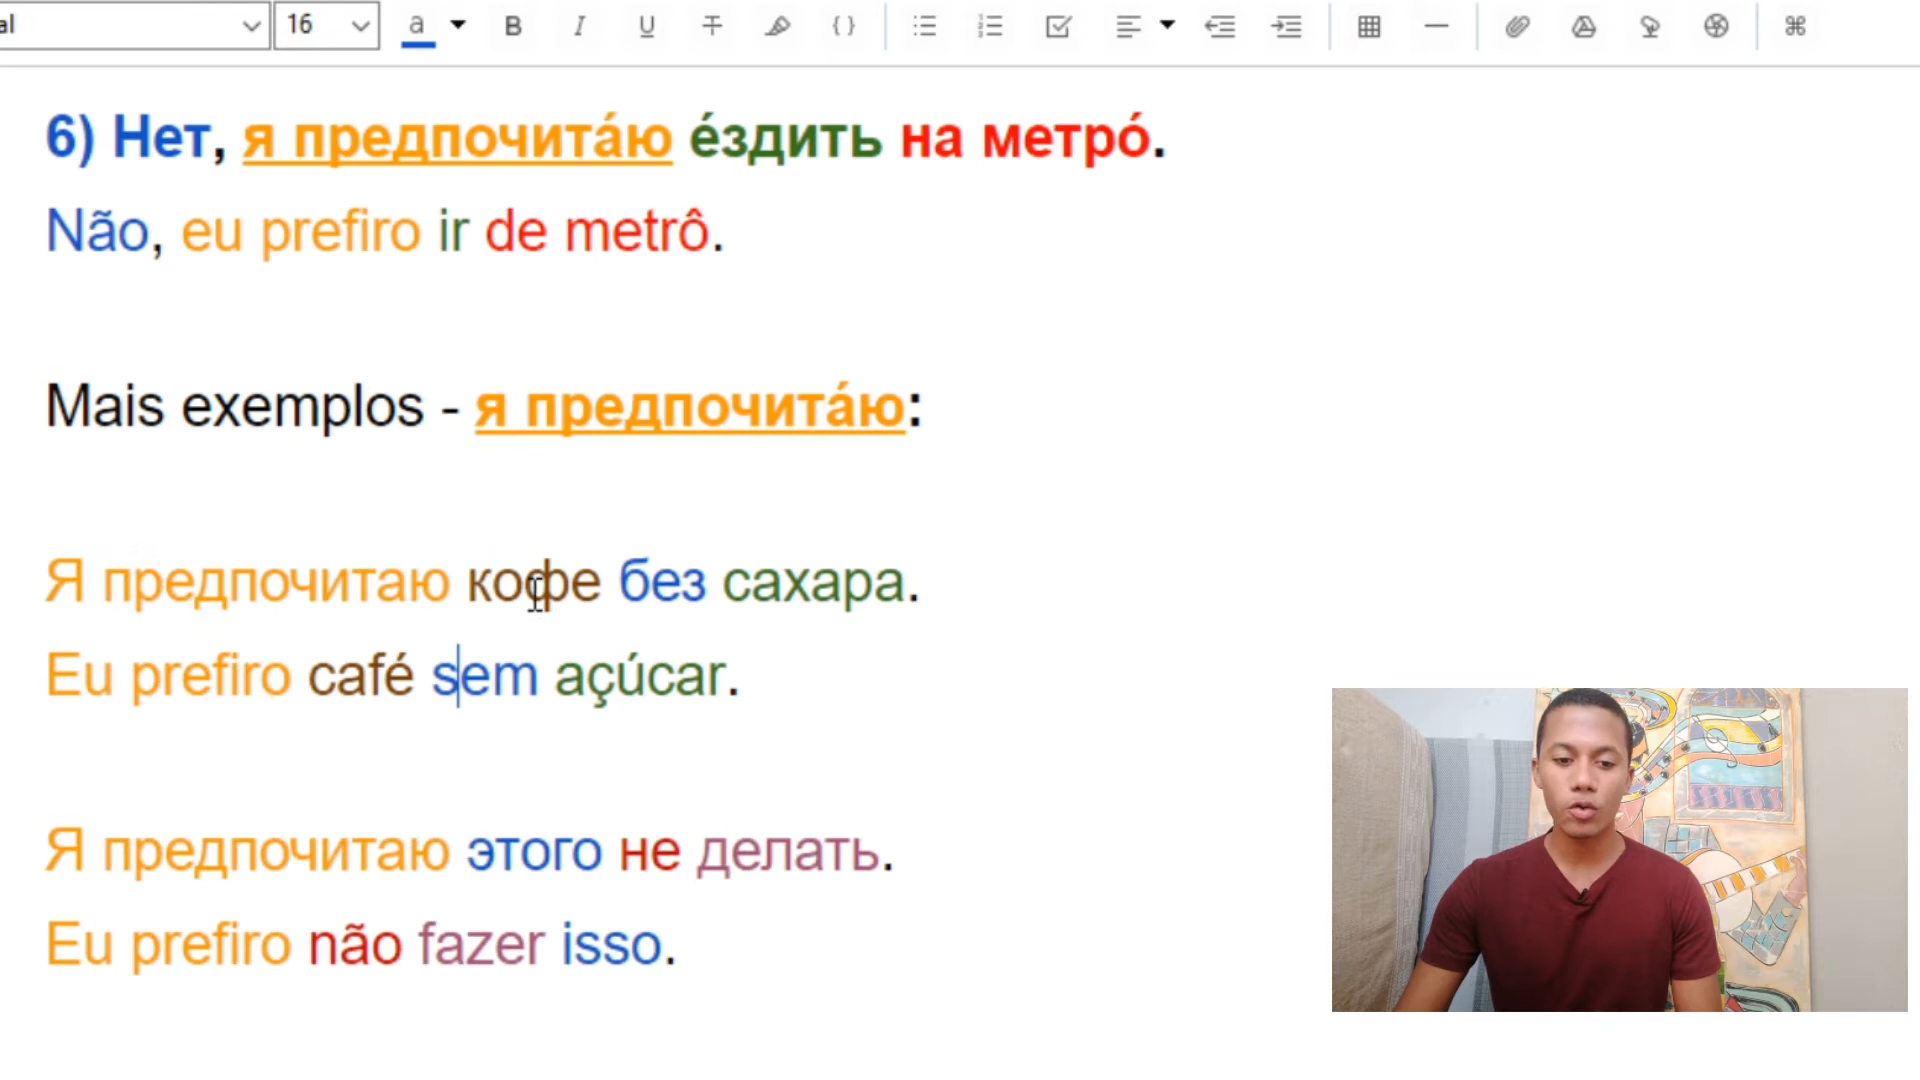 al 16 a B I U T { }
6) Нет, я предпочита́ю е́здить на метро́.
Não, eu prefiro ir de metrô.
Mais exemplos - я предпочита́ю:
Я предпочитаю кофе без сахара.
Eu prefiro café sem açúcar.
Я предпочитаю этого не делать.
Eu prefiro não fazer isso.